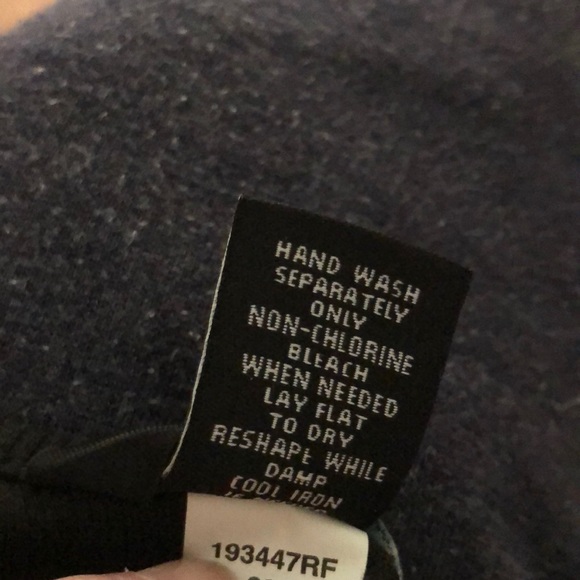 HAND WASH
SEPARATELY
ONLY
NON-CHLORINE
BLEACH
WHEN NEEDED
LAY FLAT
TO DRY
RESHAPE WHILE
DAMP
COOL IRON
193447RF